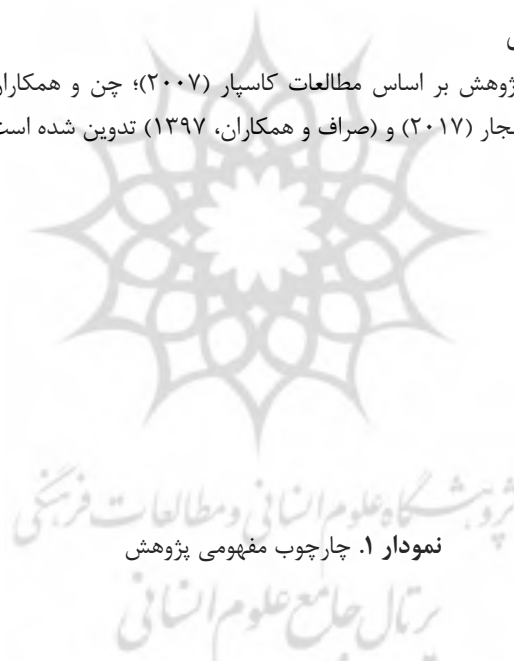 ژوهش بر اساس مطالعات کاسپار (۲۰۰۷)؛ چن و همکارا
جار (۲۰۱۷) و (صراف و همکاران، ۱۳۹۷) تدوین شده است
پژوهشگاه علوم انسانی و مطالعات فرهنگی
نمودار ۱. چارچوب مفهومی پژوهش
پرتال جامع علوم انسانی